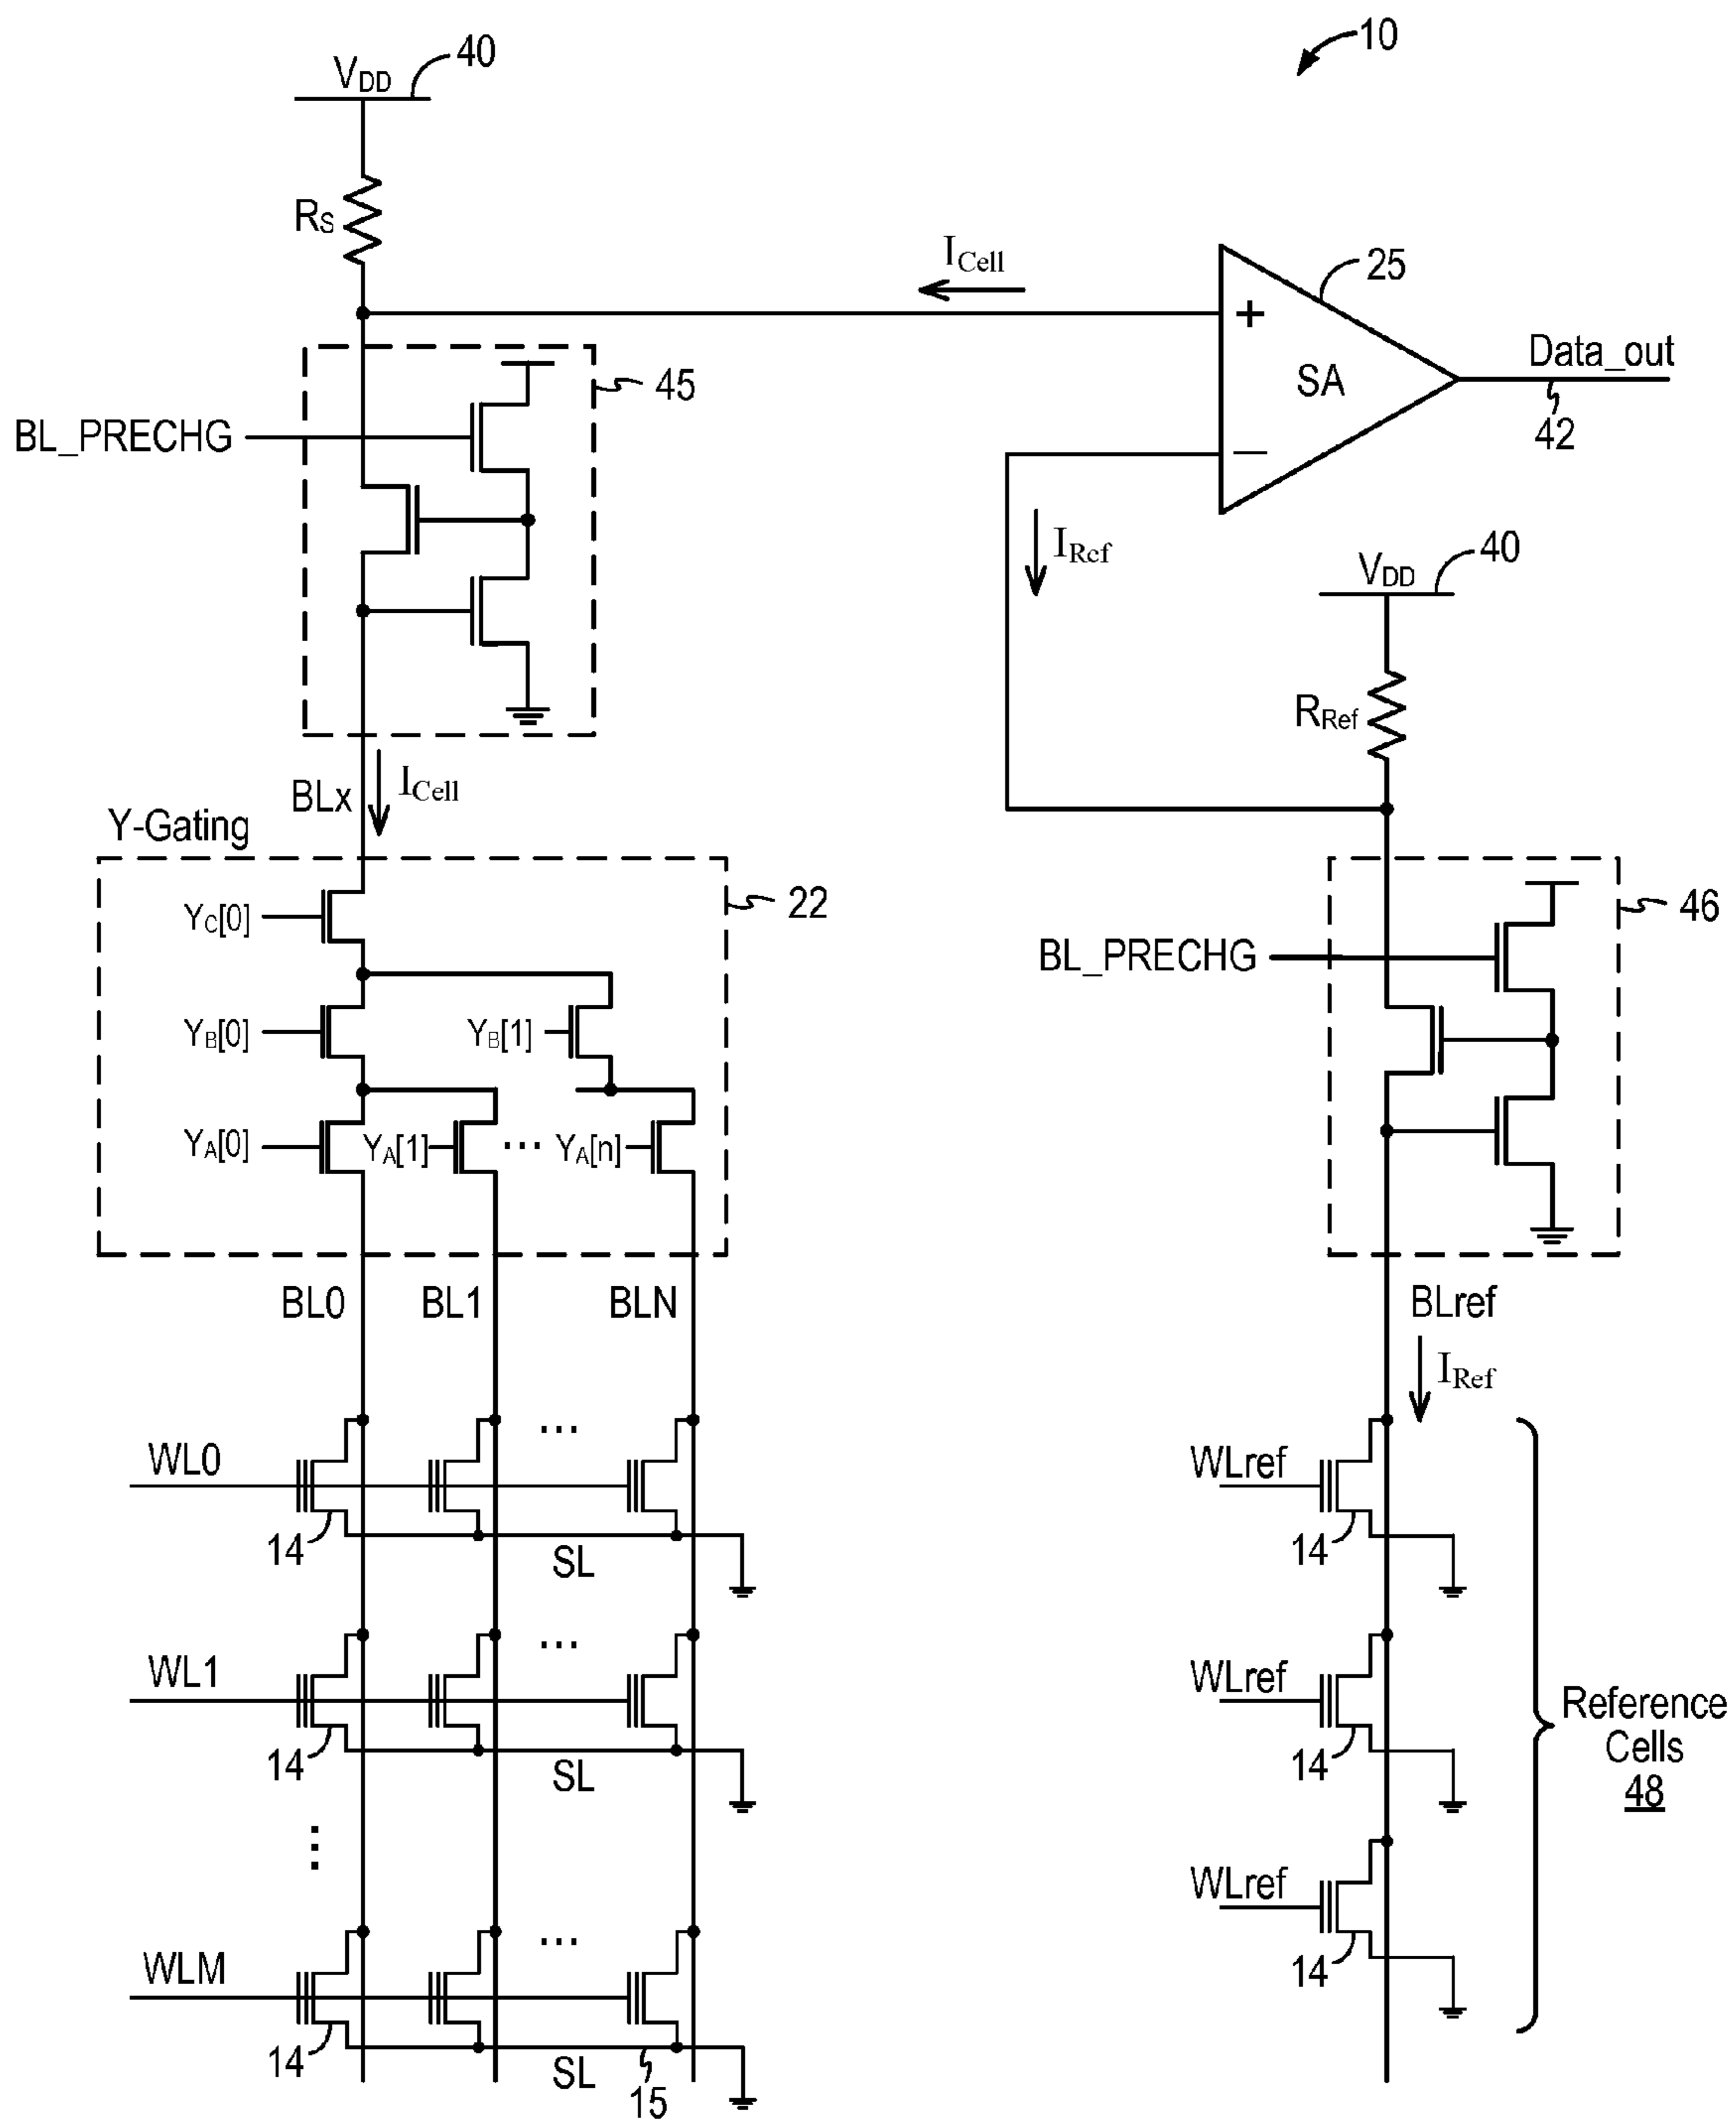 10
40
VDD
RS
ICell
25
+
SA
−
Data_out
42
45
BL_PRECHG
IRef
40
VDD
RRef
BLx
ICell
Y-Gating
22
46
YC[0]
BL_PRECHG
YB[0]
YB[1]
YA[0]
YA[1]
...
YA[n]
BL0
BL1
BLN
BLref
IRef
...
WL0
WLref
14
SL
14
...
WL1
WLref
14
SL
14
Reference
Cells
48
...
...
WLM
WLref
14
14
SL
15